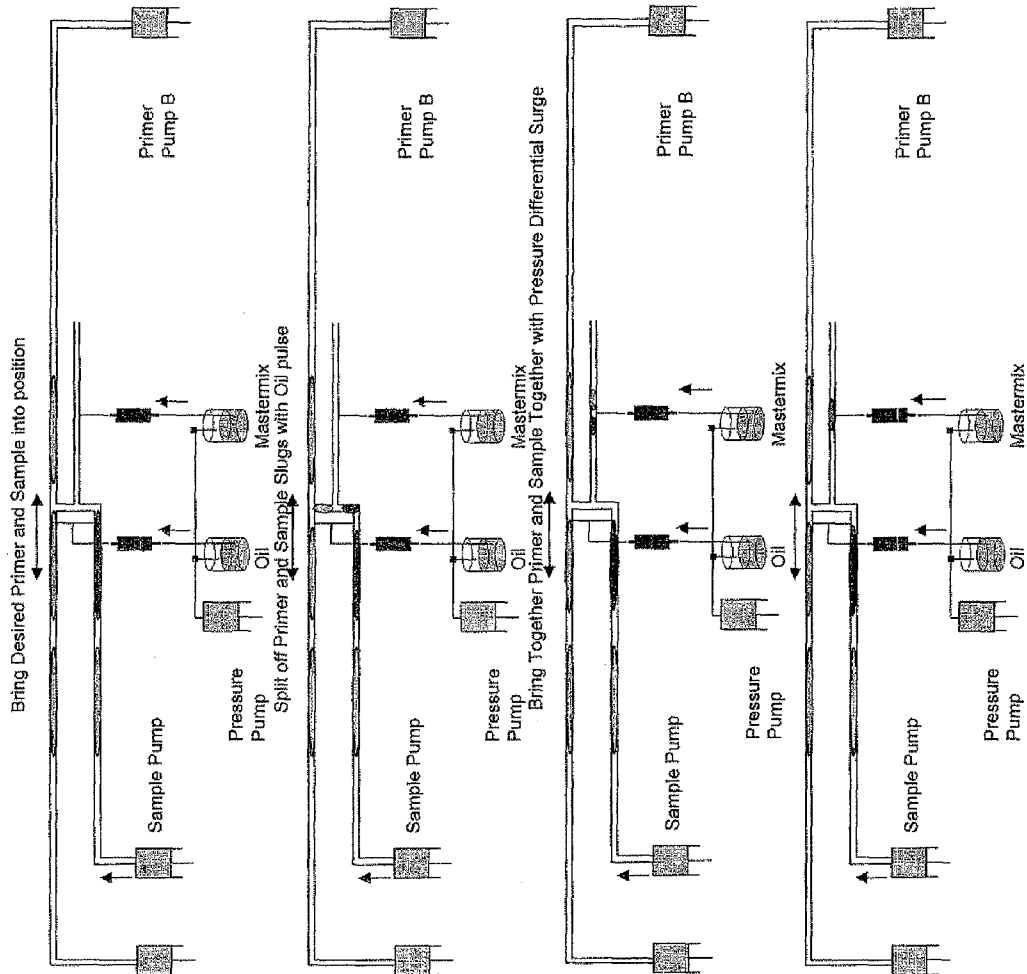 Bring Desired Primer and Sample into position
Primer
Pump B
Mastermix
Oil
Pressure
Pump
Sample Pump
Split off Primer and Sample Slugs with Oil pulse
Primer
Pump B
Mastermix
Oil
Pressure
Pump
Sample Pump
Bring Together Primer and Sample Together with Pressure Differential Surge
Primer
Pump B
Mastermix
Oil
Pressure
Pump
Sample Pump
Primer
Pump B
Mastermix
Oil
Pressure
Pump
Sample Pump